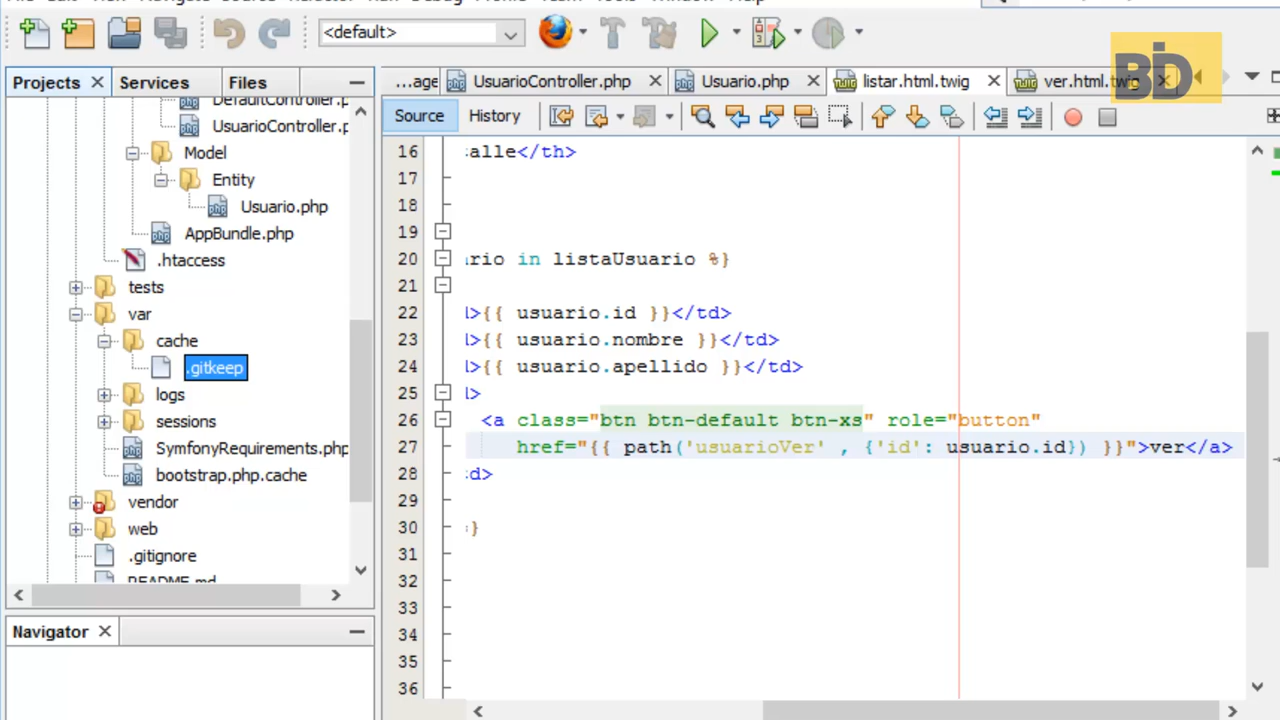 <default>
BID
Projects
Services
Files
...age
UsuarioController.php
Usuario.php
listar.html.twig
ver.html.twig
Source
History
DefaultController.p
UsuarioController.p
Model
Entity
Usuario.php
AppBundle.php
.htaccess
tests
var
cache
.gitkeep
logs
sessions
SymfonyRequirements.php
bootstrap.php.cache
vendor
web
.gitignore
README.md
Navigator
16 alle</th>
17
18
19
20 rio in listaUsuario %}
21
22 >{{ usuario.id }}</td>
23 >{{ usuario.nombre }}</td>
24 >{{ usuario.apellido }}</td>
25 >
26 <a class="btn btn-default btn-xs" role="button"
27 href="{{ path('usuarioVer' , {'id': usuario.id}) }}">ver</a>
28 d>
29
30 }
31
32
33
34
35
36